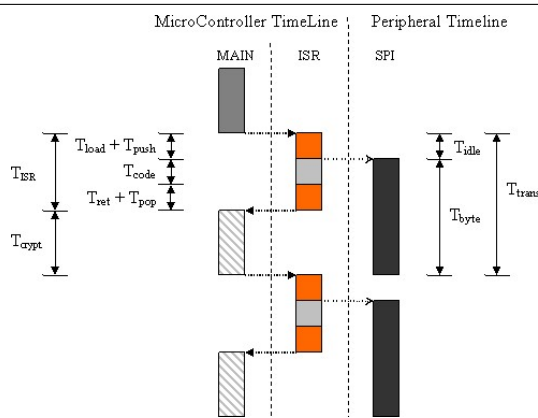 MicroController TimeLine
Peripheral Timeline
MAIN
ISR
SPI
Tload + Tpush
Tcode
Tret + Tpop
TISR
Tcrypt
Tidle
Tbyte
Ttrans